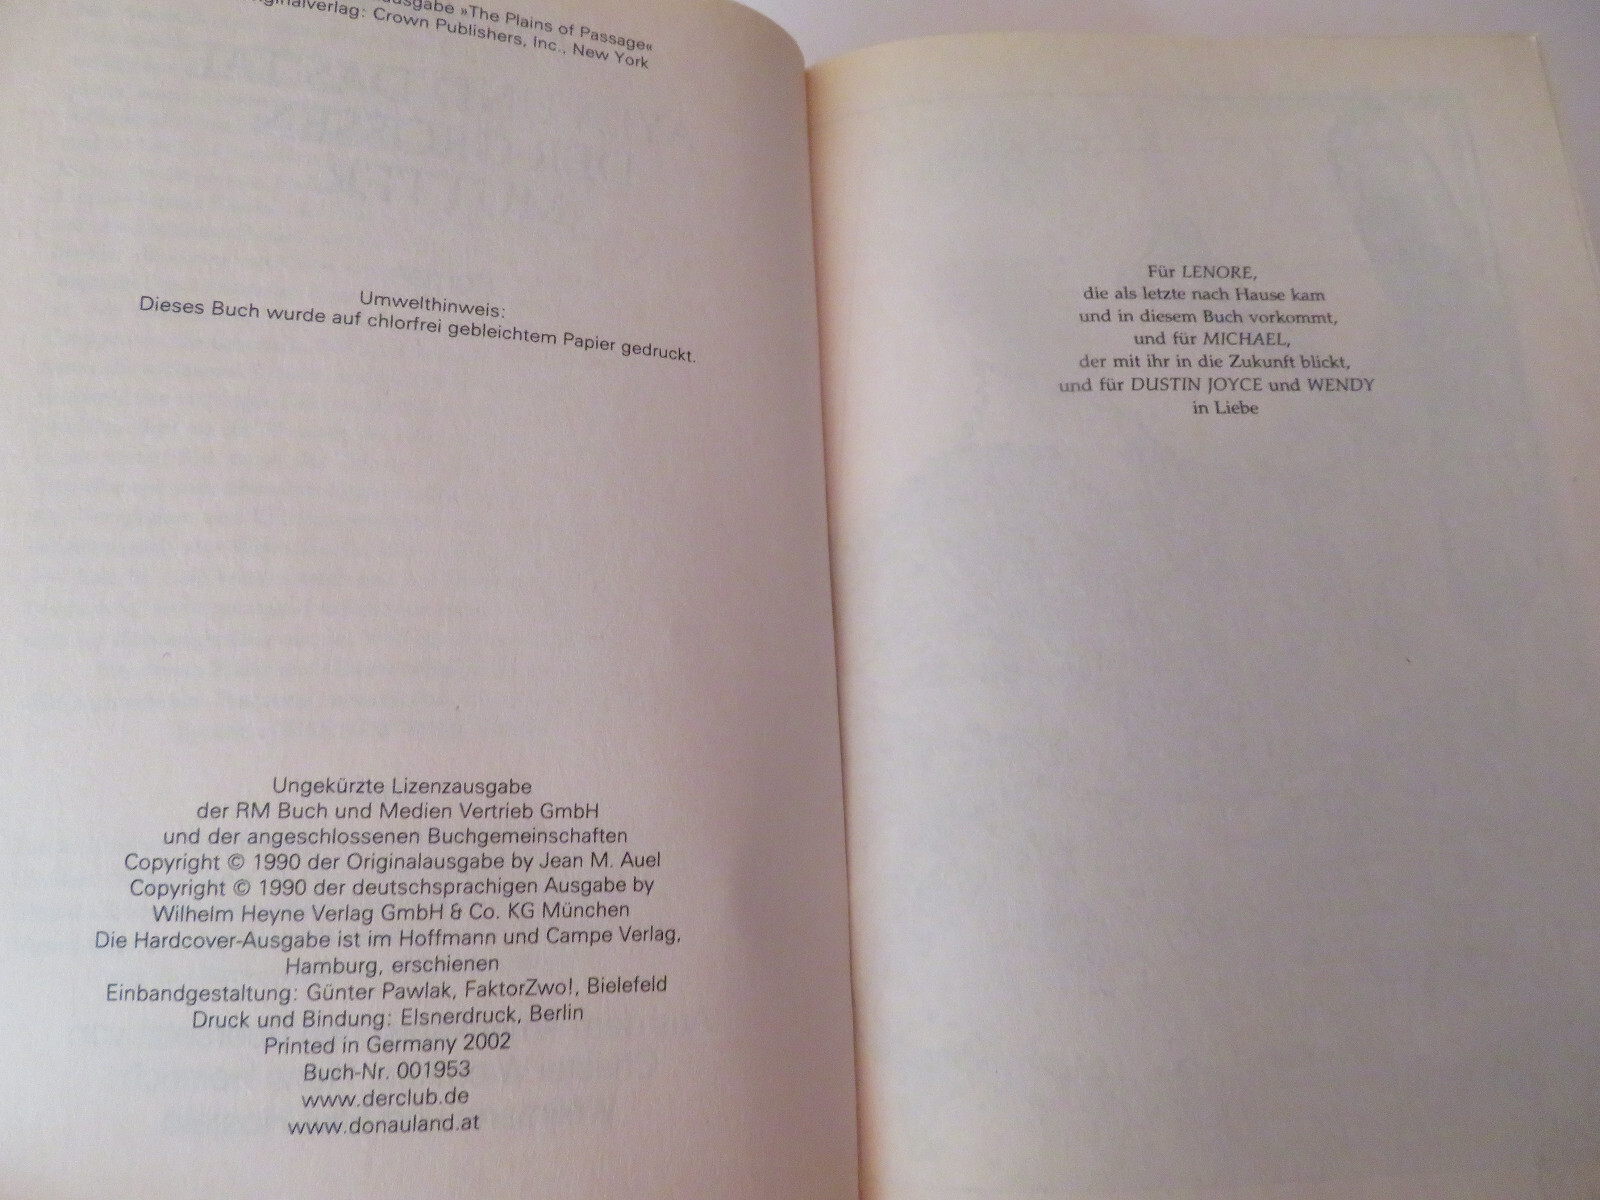 »The Plains of Passage«
Crown Publishers, Inc., New York
Umwelthinweis:
Dieses Buch wurde auf chlorfrei gebleichtem Papier gedruckt.
Ungekürzte Lizenzausgabe
der RM Buch und Medien Vertrieb GmbH
und der angeschlossenen Buchgemeinschaften
Copyright © 1990 der Originalausgabe by Jean M. Auel
Copyright © 1990 der deutschsprachigen Ausgabe by
Wilhelm Heyne Verlag GmbH & Co. KG München
Die Hardcover-Ausgabe ist im Hoffmann und Campe Verlag,
Hamburg, erschienen
Einbandgestaltung: Günter Pawlak, FaktorZwo!, Bielefeld
Druck und Bindung: Elsnerdruck, Berlin
Printed in Germany 2002
Buch-Nr. 001953
www.derclub.de
www.donauland.at
Für LENORE,
die als letzte nach Hause kam
und in diesem Buch vorkommt,
und für MICHAEL,
der mit ihr in die Zukunft blickt,
und für DUSTIN JOYCE und WENDY
in Liebe